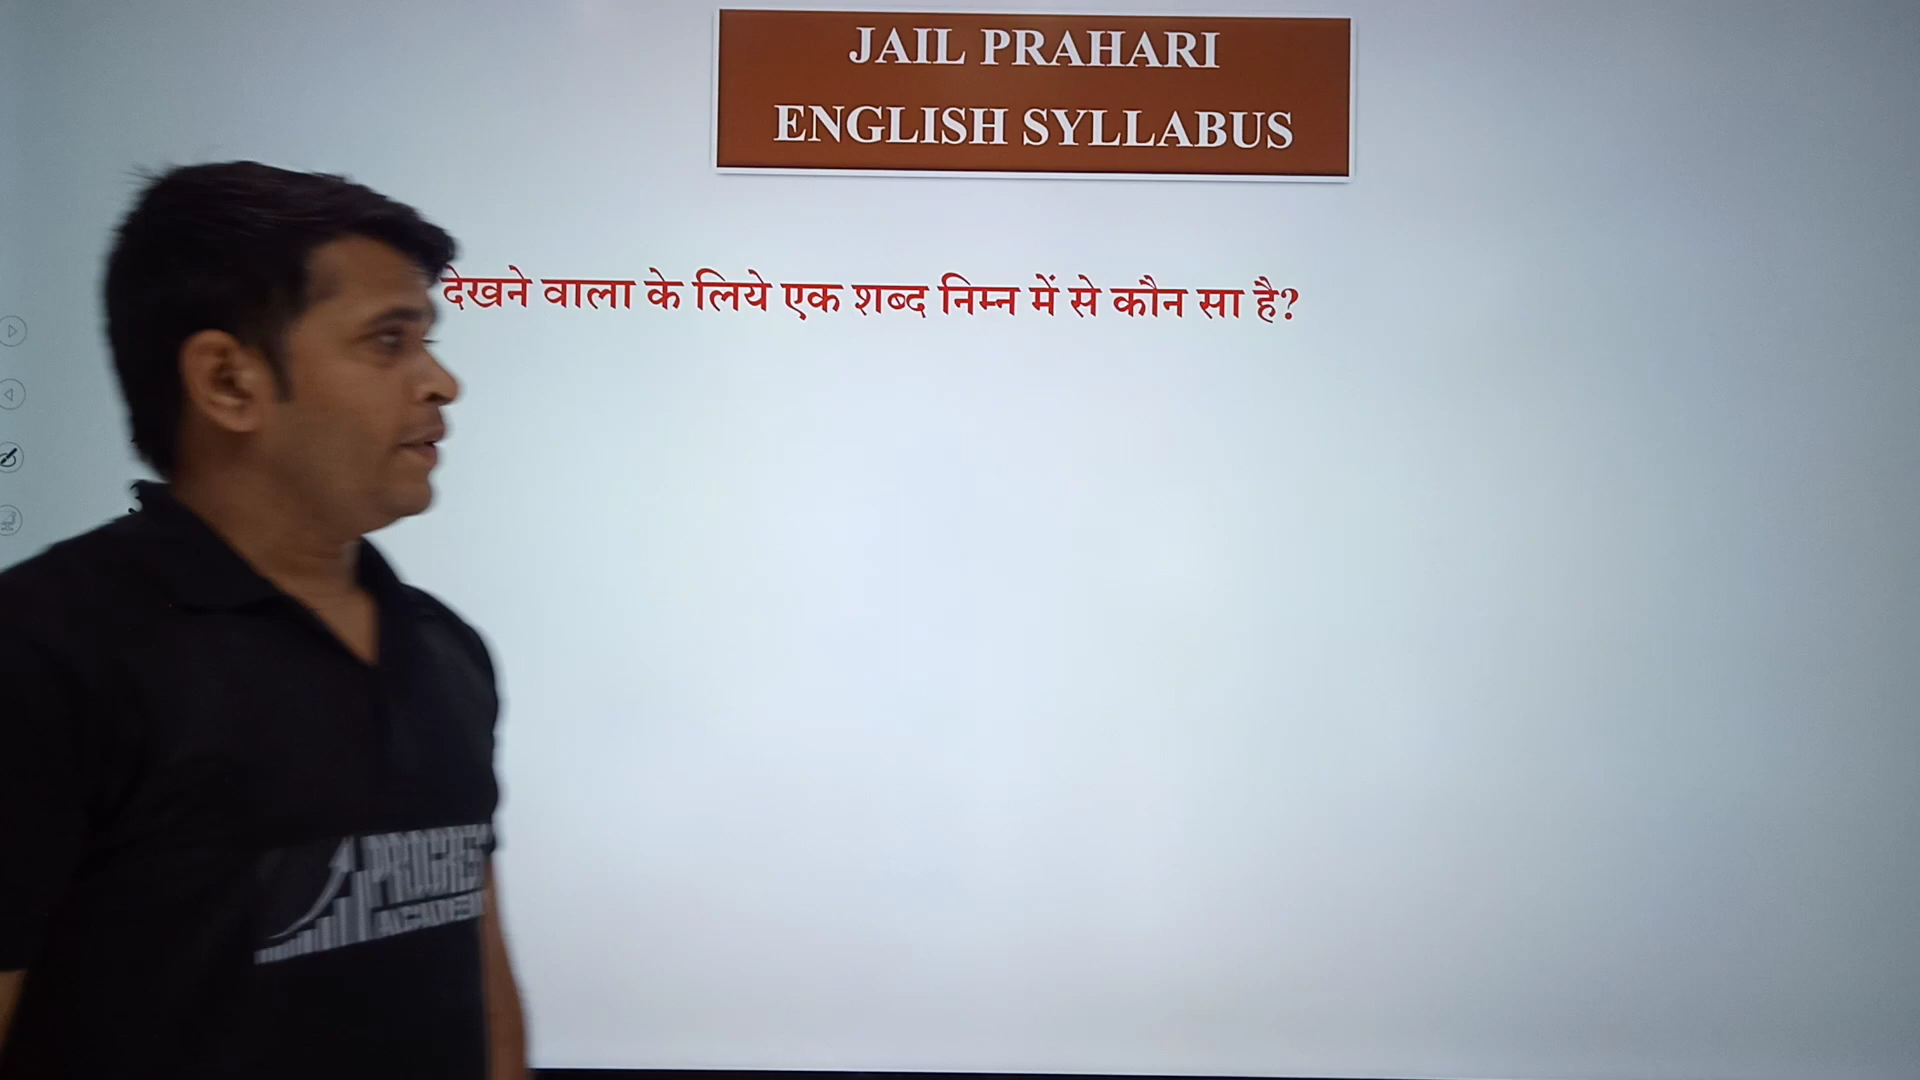 JAIL PRAHARI
ENGLISH SYLLABUS
देखने वाला के लिये एक शब्द निम्न में से कौन सा है?